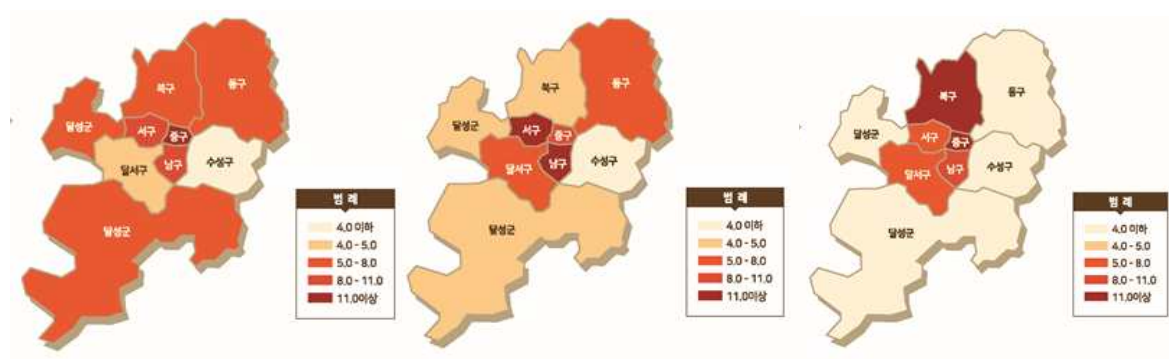 북구
동구
달성군
서구
중구
달서구
남구
수성구
달성군
범 례
4.0 이하
4.0 - 5.0
5.0 - 8.0
8.0 - 11.0
11.0이상
북구
동구
달성군
서구
중구
달서구
남구
수성구
달성군
범 례
4.0 이하
4.0 - 5.0
5.0 - 8.0
8.0 - 11.0
11.0이상
북구
동구
달성군
서구
중구
달서구
남구
수성구
달성군
범 례
4.0 이하
4.0 - 5.0
5.0 - 8.0
8.0 - 11.0
11.0이상